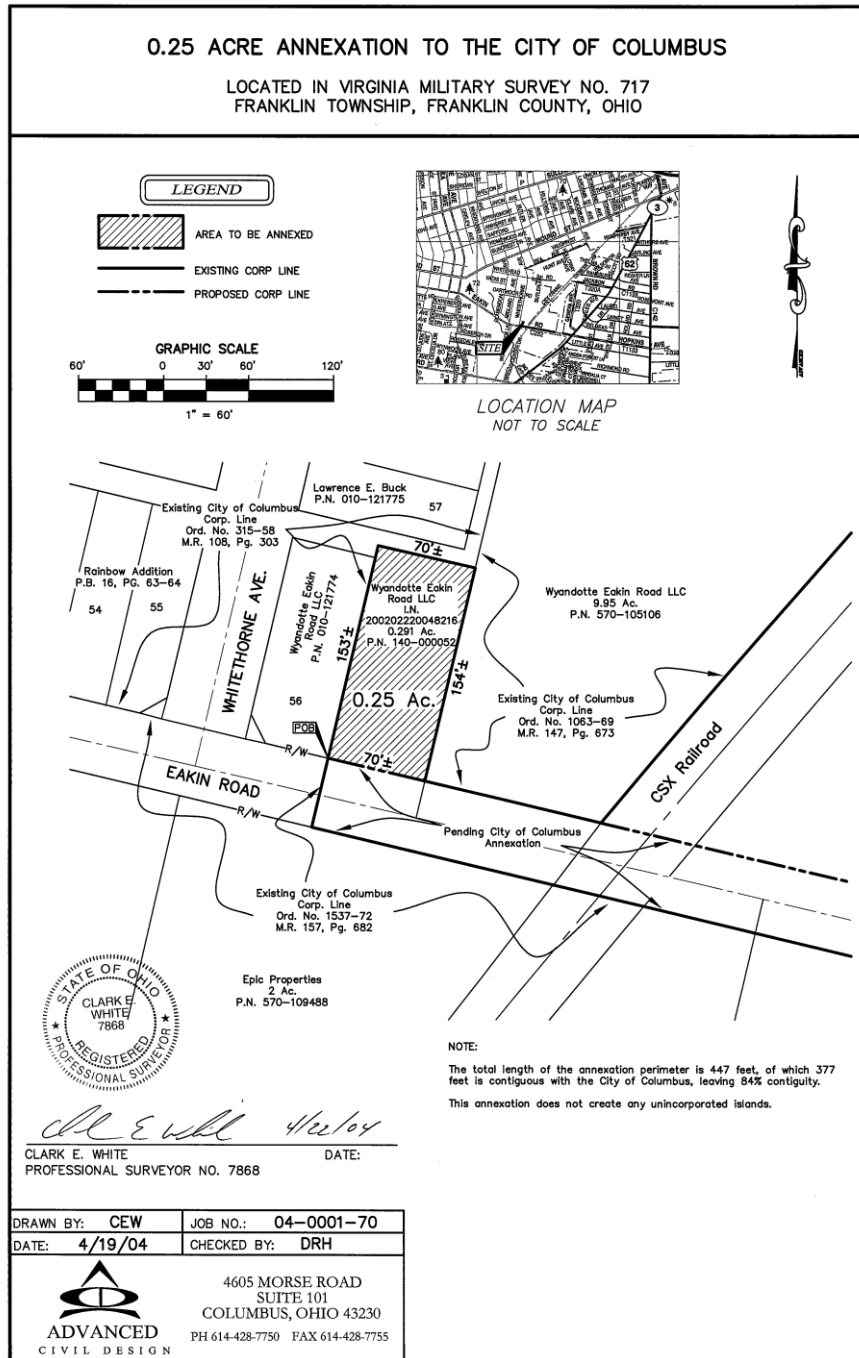 0.25 ACRE ANNEXATION TO THE CITY OF COLUMBUS
LOCATED IN VIRGINIA MILITARY SURVEY NO. 717
FRANKLIN TOWNSHIP, FRANKLIN COUNTY, OHIO
LEGEND
AREA TO BE ANNEXED
EXISTING CORP LINE
PROPOSED CORP LINE
GRAPHIC SCALE
60' 0 30' 60' 120'
1" = 60'
3
62
EAKIN
RD
HOPKINS AVE
BROWN RD
SITE
LOCATION MAP
NOT TO SCALE
Lawrence E. Buck
P.N. 010-121775
57
Existing City of Columbus
Corp. Line
Ord. No. 315-58
M.R. 108, Pg. 303
Rainbow Addition
P.B. 16, PG. 63-64
54 55
WHITETHORNE AVE.
Wyandotte Eakin
Road LLC
P.N. 010-121774
56
153'±
70'±
Wyandotte Eakin
Road LLC
I.N.
200202220048216
0.291 Ac.
P.N. 140-000052
0.25 Ac.
154'±
70'±
Wyandotte Eakin Road LLC
9.95 Ac.
P.N. 570-105106
Existing City of Columbus
Corp. Line
Ord. No. 1063-69
M.R. 147, Pg. 673
CSX Railroad
POB
R/W
EAKIN ROAD
R/W
Pending City of Columbus
Annexation
Existing City of Columbus
Corp. Line
Ord. No. 1537-72
M.R. 157, Pg. 682
Epic Properties
2 Ac.
P.N. 570-109488
STATE OF OHIO
CLARK E.
WHITE
7868
REGISTERED
PROFESSIONAL SURVEYOR
NOTE:
The total length of the annexation perimeter is 447 feet, of which 377
feet is contiguous with the City of Columbus, leaving 84% contiguity.
This annexation does not create any unincorporated islands.
4/22/04
CLARK E. WHITE DATE:
PROFESSIONAL SURVEYOR NO. 7868
DRAWN BY: CEW JOB NO.: 04-0001-70
DATE: 4/19/04 CHECKED BY: DRH
ADVANCED
CIVIL DESIGN
4605 MORSE ROAD
SUITE 101
COLUMBUS, OHIO 43230
PH 614-428-7750 FAX 614-428-7755